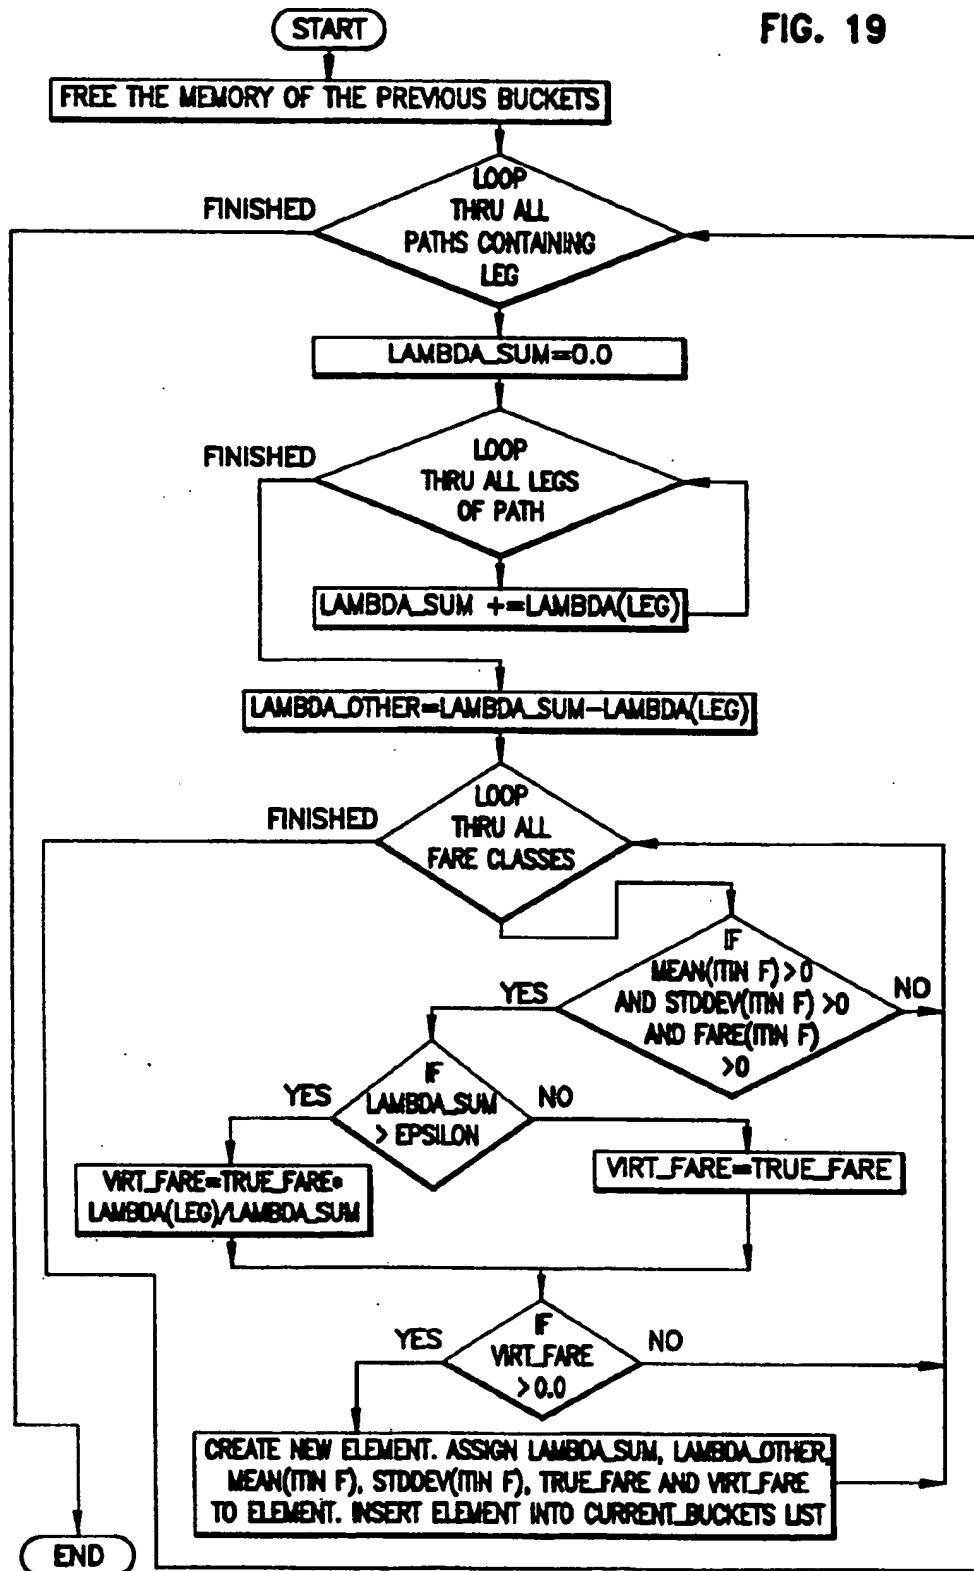 FIG. 19
START
FREE THE MEMORY OF THE PREVIOUS BUCKETS
LOOP
THRU ALL
PATHS CONTAINING
LEG
FINISHED
LAMBDA_SUM=0.0
LOOP
THRU ALL LEGS
OF PATH
FINISHED
LAMBDA_SUM +=LAMBDA(LEG)
LAMBDA_OTHER=LAMBDA_SUM-LAMBDA(LEG)
LOOP
THRU ALL
FARE CLASSES
FINISHED
IF
MEAN(ITIN F)>0
AND STDDEV(ITIN F) >0
AND FARE(ITIN F)
>0
YES
NO
IF
LAMBDA_SUM
> EPSILON
YES
NO
VIRT_FARE=TRUE_FARE*
LAMBDA(LEG)/LAMBDA_SUM
VIRT_FARE=TRUE_FARE
IF
VIRT_FARE
>0.0
YES
NO
CREATE NEW ELEMENT. ASSIGN LAMBDA_SUM, LAMBDA_OTHER,
MEAN(ITIN F), STDDEV(ITIN F), TRUE_FARE AND VIRT_FARE
TO ELEMENT. INSERT ELEMENT INTO CURRENT_BUCKETS LIST
END